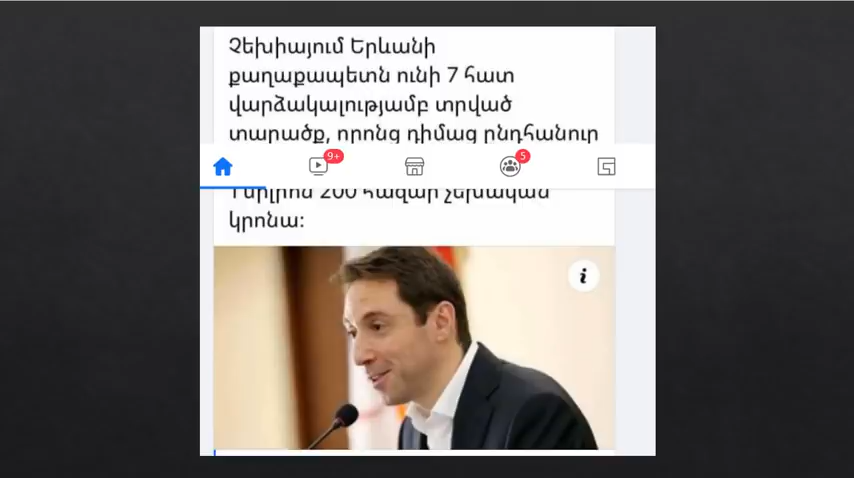 Չեխիայում Երևանի
քաղաքապետն ունի 7 հատ
վարձակալությամբ տրված
տարածք, որոնց դիմաց ընդհանուր
9+
5
200 հազար չեխական
կրոնա:
i